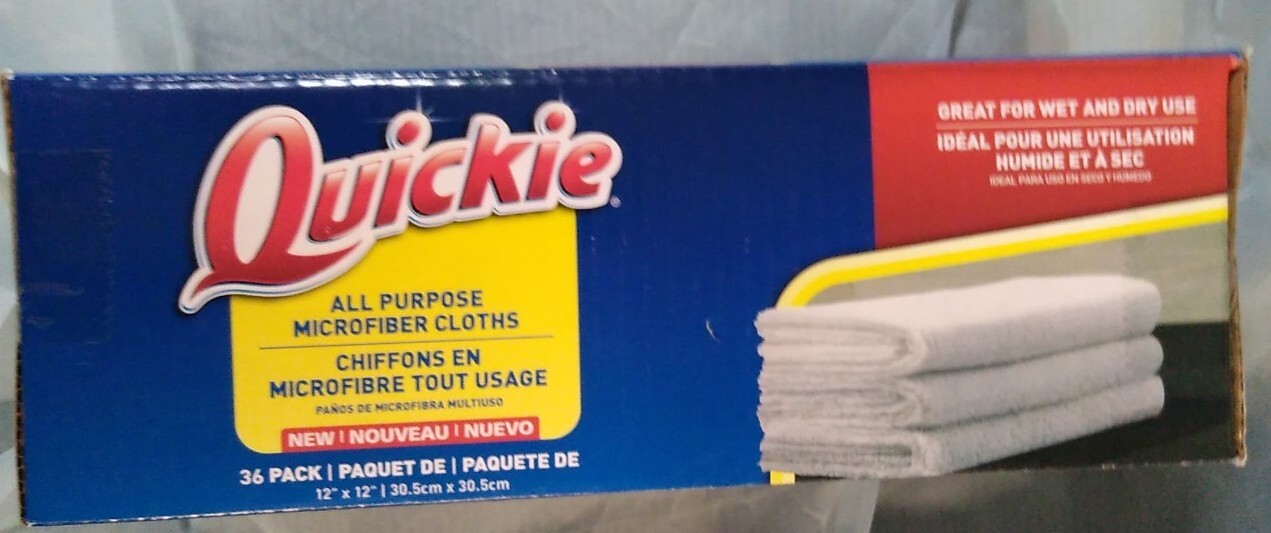 Quickie
ALL PURPOSE
MICROFIBER CLOTHS
CHIFFONS EN
MICROFIBRE TOUT USAGE
PAÑOS DE MICROFIBRA MULTIUSO
NEW | NOUVEAU | NUEVO
36 PACK | PAQUET DE | PAQUETE DE
12" x 12" | 30.5cm x 30.5cm
GREAT FOR WET AND DRY USE
IDÉAL POUR UNE UTILISATION
HUMIDE ET À SEC
IDEAL PARA USO EN SECO Y HUMEDO